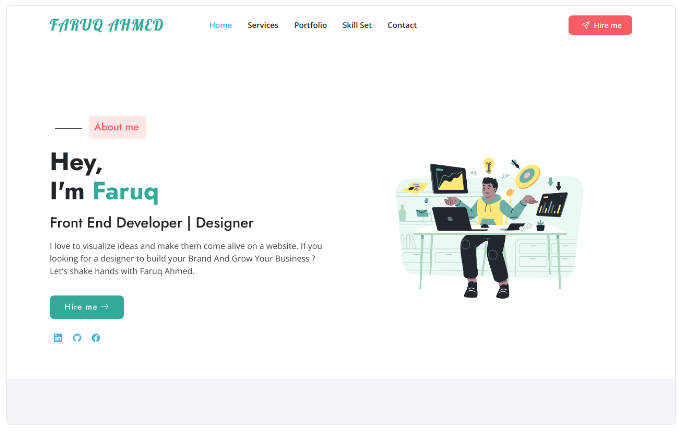 FARUQ AHMED
Home Services Portfolio Skill Set Contact
Hire me
About me
Hey,
I'm Faruq
Front End Developer | Designer
I love to visualize ideas and make them come alive on a website. If you
looking for a designer to build your Brand And Grow Your Business ?
Let's shake hands with Faruq Ahmed.
Hire me